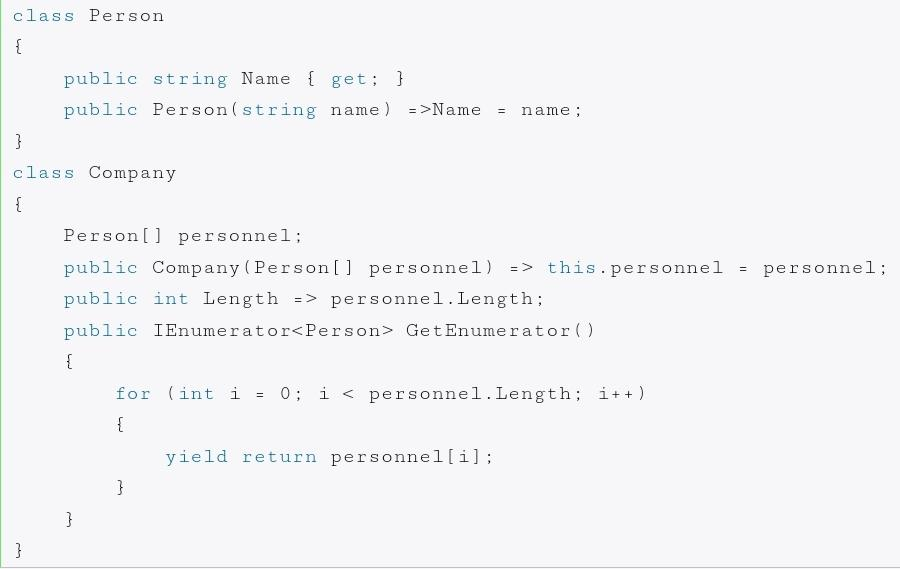 class Person
{
    public string Name { get; }
    public Person(string name) =>Name = name;
}
class Company
{
    Person[] personnel;
    public Company(Person[] personnel) => this.personnel = personnel;
    public int Length => personnel.Length;
    public IEnumerator<Person> GetEnumerator()
    {
        for (int i = 0; i < personnel.Length; i++)
        {
            yield return personnel[i];
        }
    }
}